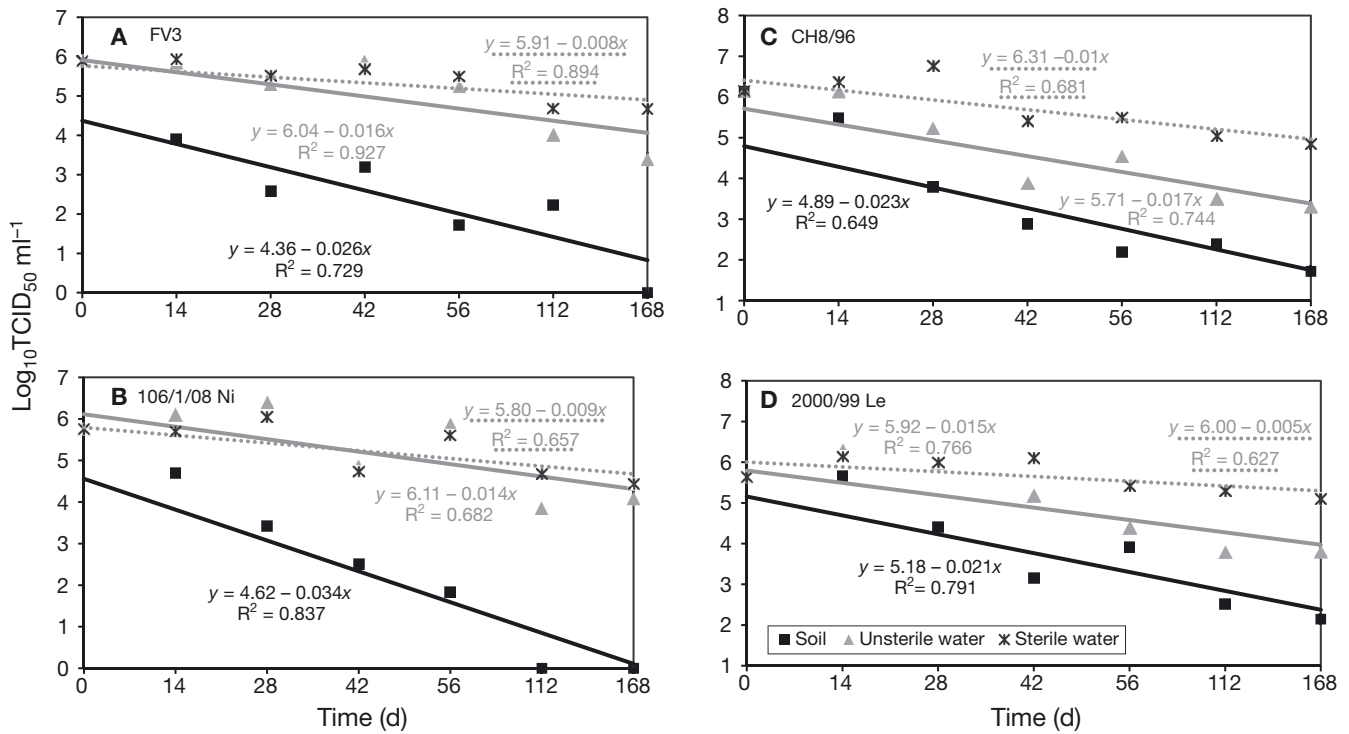 Log₁₀TCID₅₀ ml⁻¹
A FV3
7
6
5
4
3
2
1
0
y = 5.91 – 0.008x
R² = 0.894
y = 6.04 – 0.016x
R² = 0.927
y = 4.36 – 0.026x
R² = 0.729
0 14 28 42 56 112 168
C CH8/96
8
7
6
5
4
3
2
1
y = 6.31 –0.01x
R² = 0.681
y = 4.89 – 0.023x
R²= 0.649
y = 5.71 – 0.017x
R² = 0.744
0 14 28 42 56 112 168
B 106/1/08 Ni
7
6
5
4
3
2
1
0
y = 5.80 – 0.009x
R² = 0.657
y = 6.11 – 0.014x
R² = 0.682
y = 4.62 – 0.034x
R² = 0.837
0 14 28 42 56 112 168
Time (d)
D 2000/99 Le
8
7
6
5
4
3
2
1
y = 5.92 – 0.015x
R² = 0.766
y = 6.00 – 0.005x
R² = 0.627
y = 5.18 – 0.021x
R²= 0.791
Soil Unsterile water Sterile water
0 14 28 42 56 112 168
Time (d)